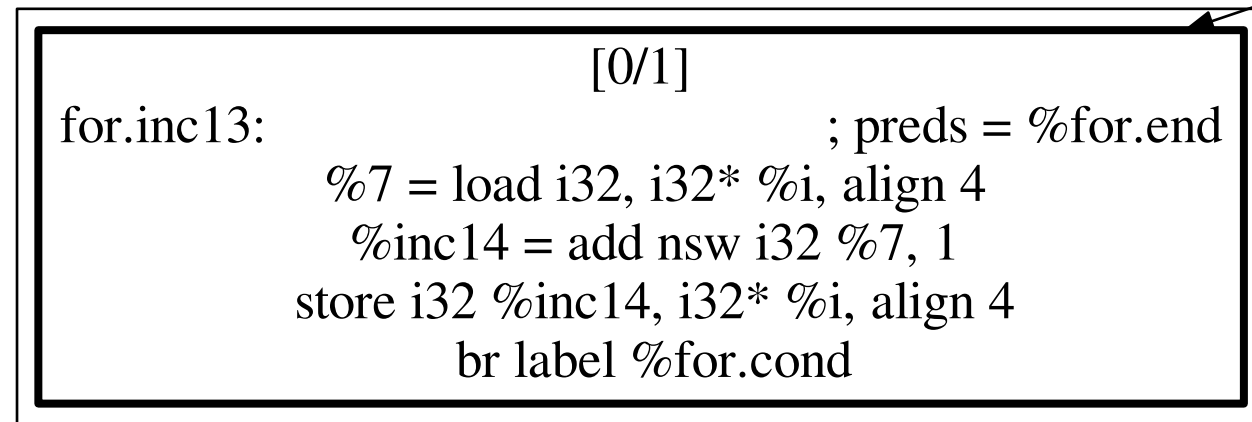 [0/1]
for.inc13: ; preds = %for.end
%7 = load i32, i32* %i, align 4
%inc14 = add nsw i32 %7, 1
store i32 %inc14, i32* %i, align 4
br label %for.cond